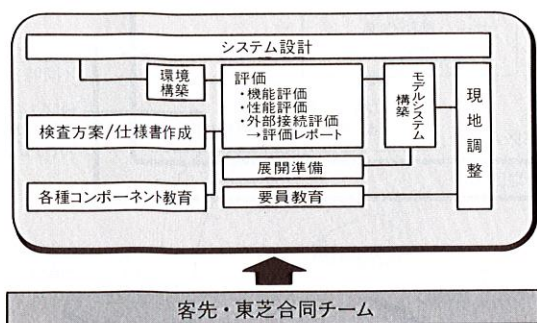 システム設計
環境
構築
評価
・機能評価
・性能評価
・外部接続評価
→評価レポート
モデルシステム
構築
現地調整
検査方案/仕様書作成
展開準備
各種コンポーネント教育
要員教育
客先・東芝合同チーム